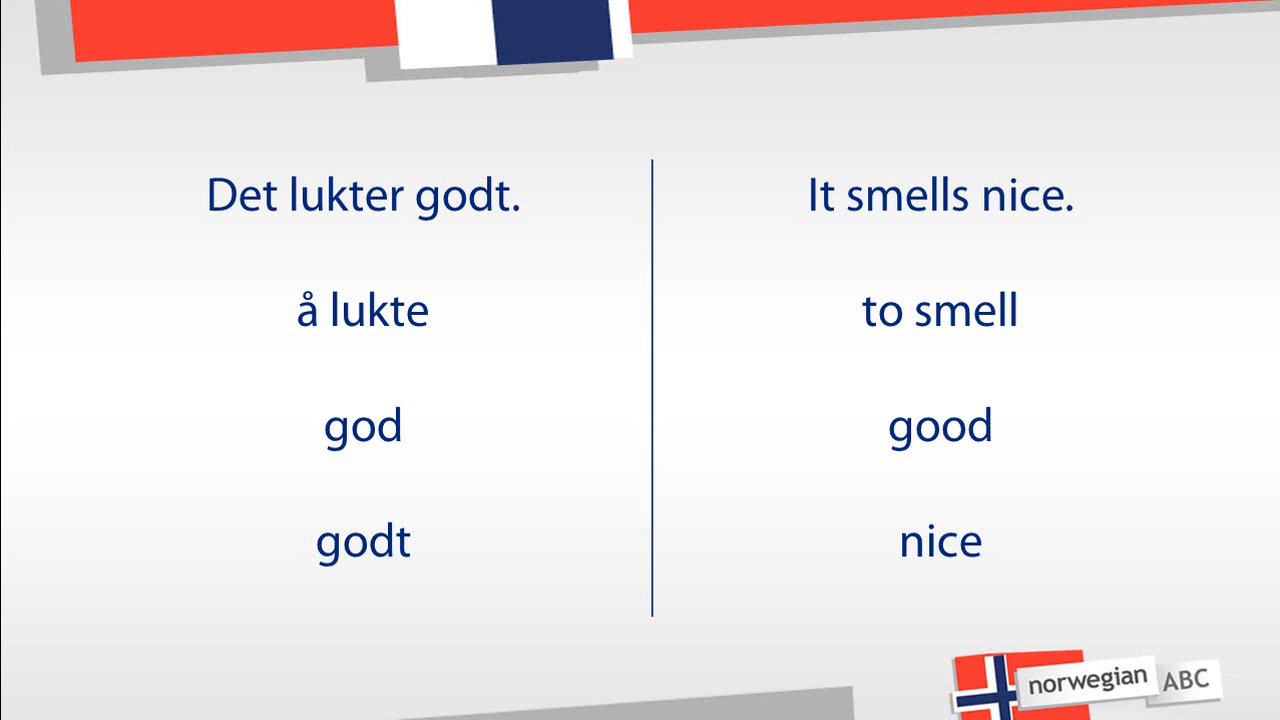 Det lukter godt.
It smells nice.
å lukte
to smell
god
good
godt
nice
norwegian ABC